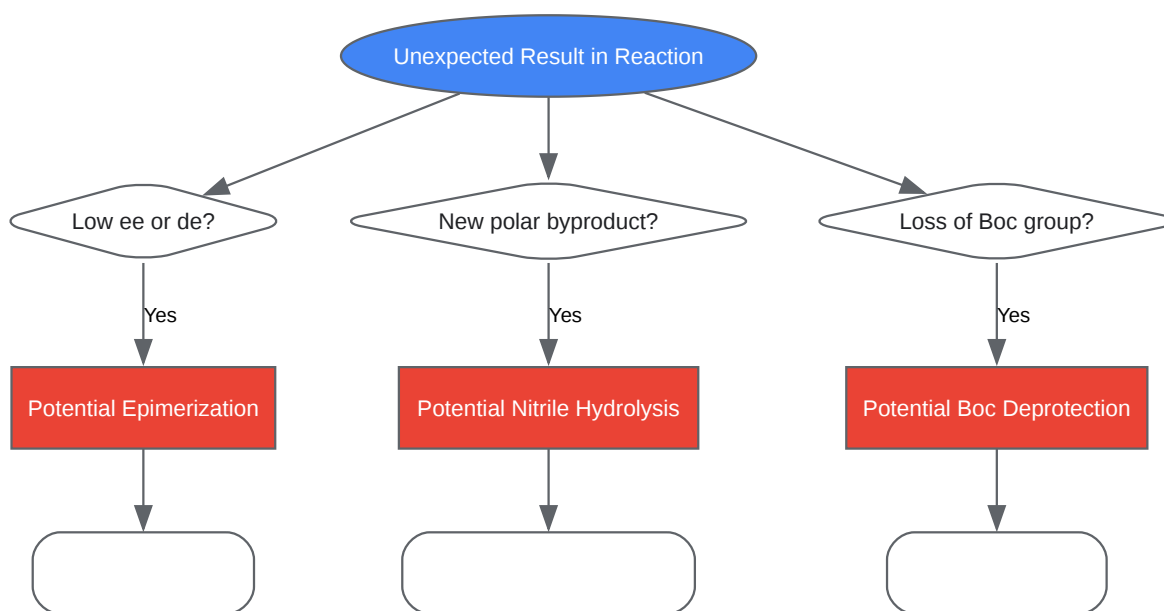 Unexpected Result in Reaction
Low ee or de?
New polar byproduct?
Loss of Boc group?
Yes
Yes
Yes
Potential Epimerization
Potential Nitrile Hydrolysis
Potential Boc Deprotection